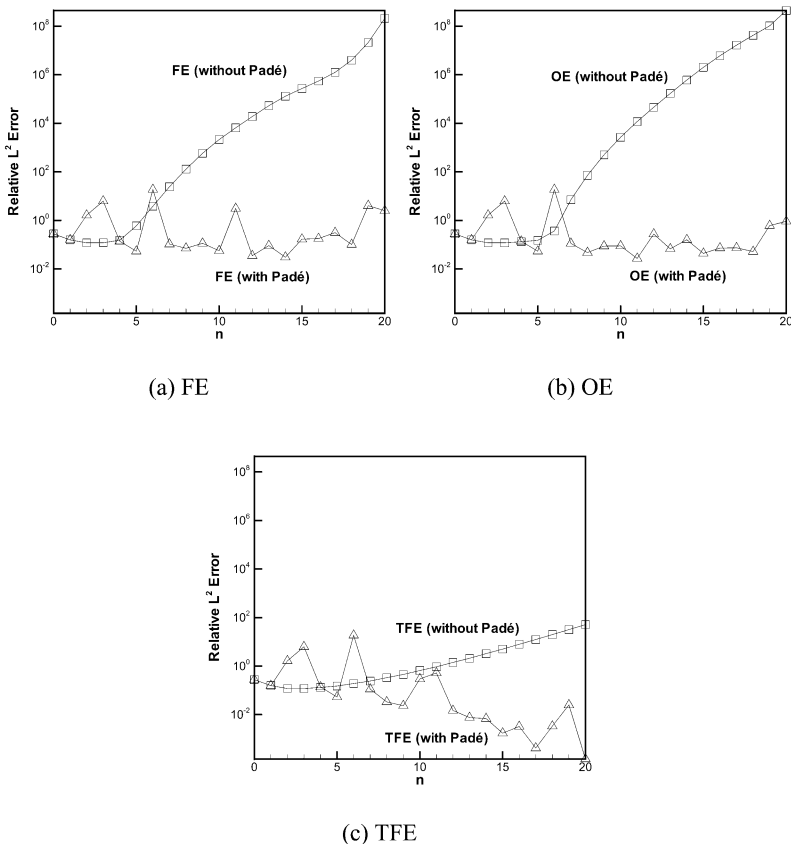 10^8
10^6
10^4
10^2
10^0
10^-2
Relative L^2 Error
FE (without Padé)
FE (with Padé)
0 5 10 15 20
n
(a) FE
10^8
10^6
10^4
10^2
10^0
10^-2
Relative L^2 Error
OE (without Padé)
OE (with Padé)
0 5 10 15 20
n
(b) OE
10^8
10^6
10^4
10^2
10^0
10^-2
Relative L^2 Error
TFE (without Padé)
TFE (with Padé)
0 5 10 15 20
n
(c) TFE